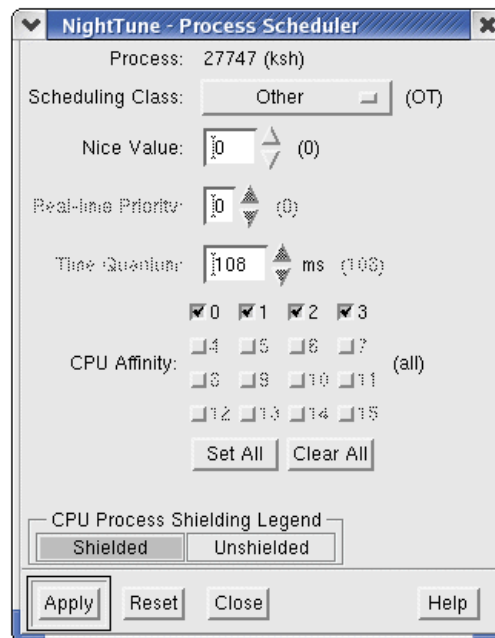 NightTune - Process Scheduler
Process: 27747 (ksh)
Scheduling Class: Other (OT)
Nice Value: 0 (0)
Real-time Priority: 0 (0)
Time Quantum: 108 ms (108)
0 1 2 3
4 5 6 7
CPU Affinity: (all)
8 9 10 11
12 13 14 15
Set All Clear All
CPU Process Shielding Legend
Shielded Unshielded
Apply Reset Close Help